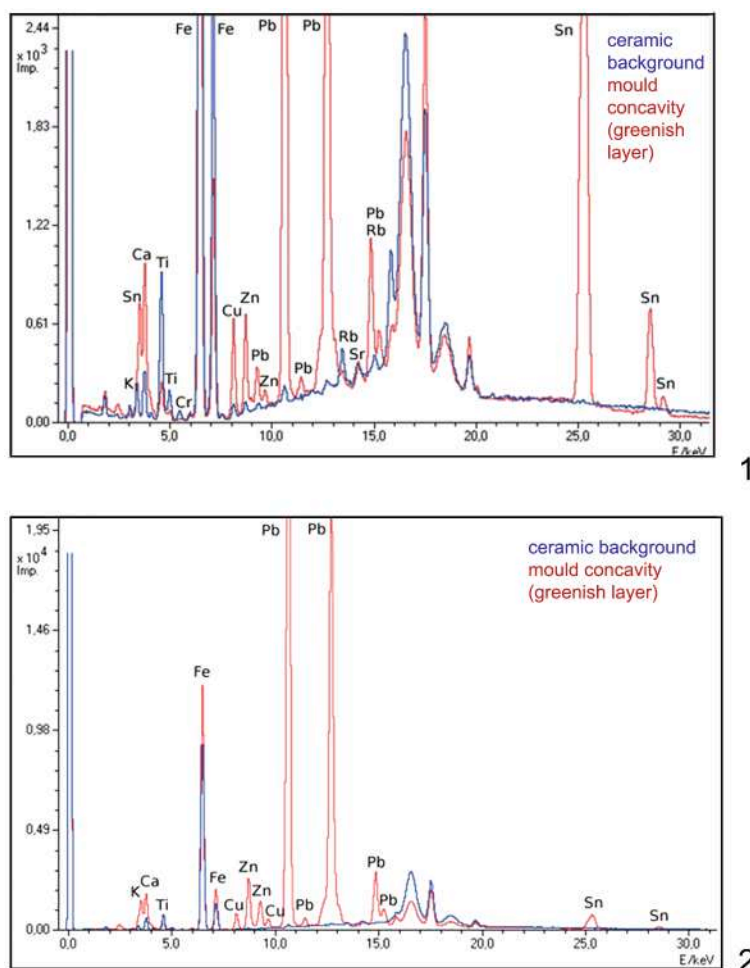 2.44
x 10³
Imp.
1.83
1.22
0.61
0.00
Fe Fe Pb Pb Sn
ceramic
background
mould
concavity
(greenish
layer)
Ca
Sn
Ti
K
Ti
Cr
Cu
Zn
Pb
Zn
Pb
Pb
Rb
Rb
Sr
Sn
Sn
0,0 5,0 10,0 15,0 20,0 25,0 30,0
E /keV
1
1.95
x 10⁴
Imp.
1.46
0.98
0.49
0.00
Pb Pb
ceramic background
mould concavity
(greenish layer)
Fe
K
Ca
Ti
Fe
Cu
Zn
Zn
Cu
Pb
Pb
Pb
Sn
Sn
0,0 5,0 10,0 15,0 20,0 25,0 30,0
E /keV
2